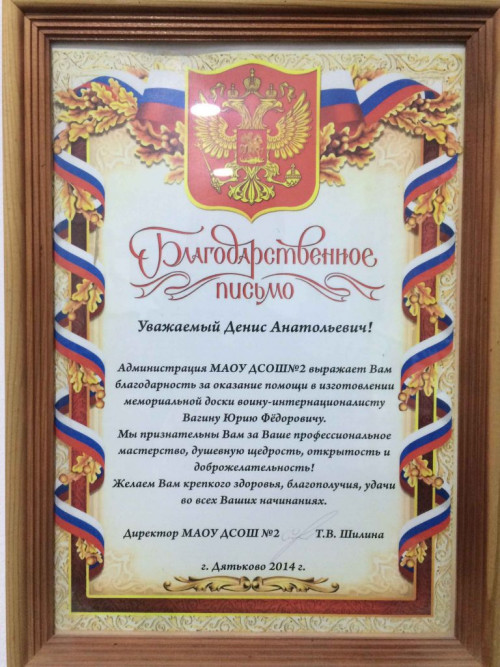 Благодарственное
письмо
Уважаемый Денис Анатольевич!
Администрация МАОУ ДСОШ№2 выражает Вам
благодарность за оказание помощи в изготовлении
мемориальной доски воину-интернационалисту
Вагину Юрию Фёдоровичу.
Мы признательны Вам за Ваше профессиональное
мастерство, душевную щедрость, открытость и
доброжелательность!
Желаем Вам крепкого здоровья, благополучия, удачи
во всех Ваших начинаниях.
Директор МАОУ ДСОШ №2 Т.В. Шилина
г. Дятьково 2014 г.